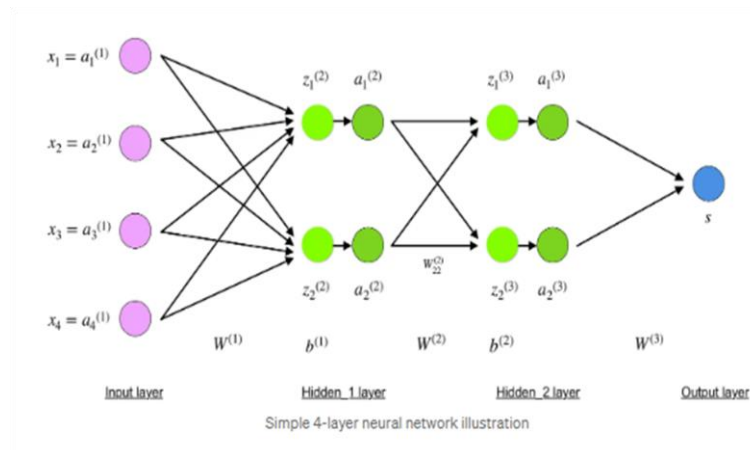 x₁ = a₁⁽¹⁾
z₁⁽²⁾ a₁⁽²⁾ z₁⁽³⁾ a₁⁽³⁾
x₂ = a₂⁽¹⁾
s
x₃ = a₃⁽¹⁾
W₂₂⁽²⁾
z₂⁽²⁾ a₂⁽²⁾ z₂⁽³⁾ a₂⁽³⁾
x₄ = a₄⁽¹⁾
W⁽¹⁾ b⁽¹⁾ W⁽²⁾ b⁽²⁾ W⁽³⁾
Input layer Hidden_1 layer Hidden_2 layer Output layer
Simple 4-layer neural network illustration